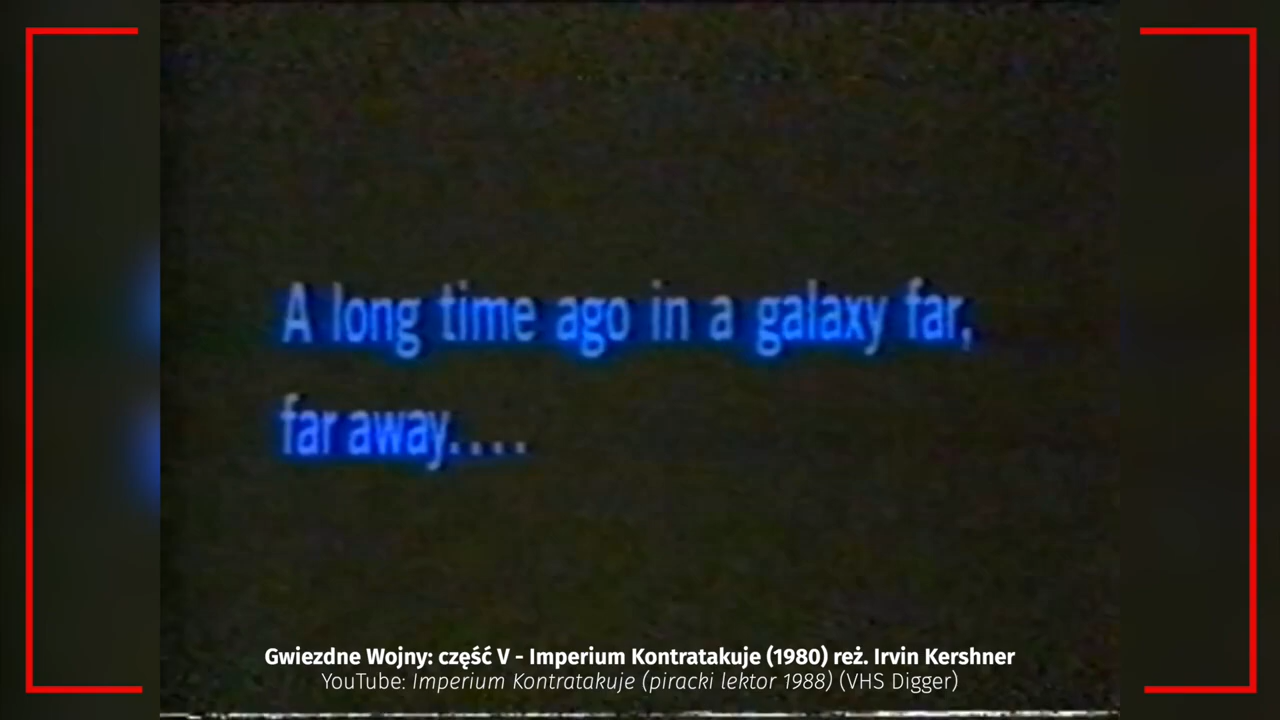 A long time ago in a galaxy far,
far away....
Gwiezdne Wojny: część V - Imperium Kontratakuje (1980) reż. Irvin Kershner
YouTube: Imperium Kontratakuje (piracki lektor 1988) (VHS Digger)